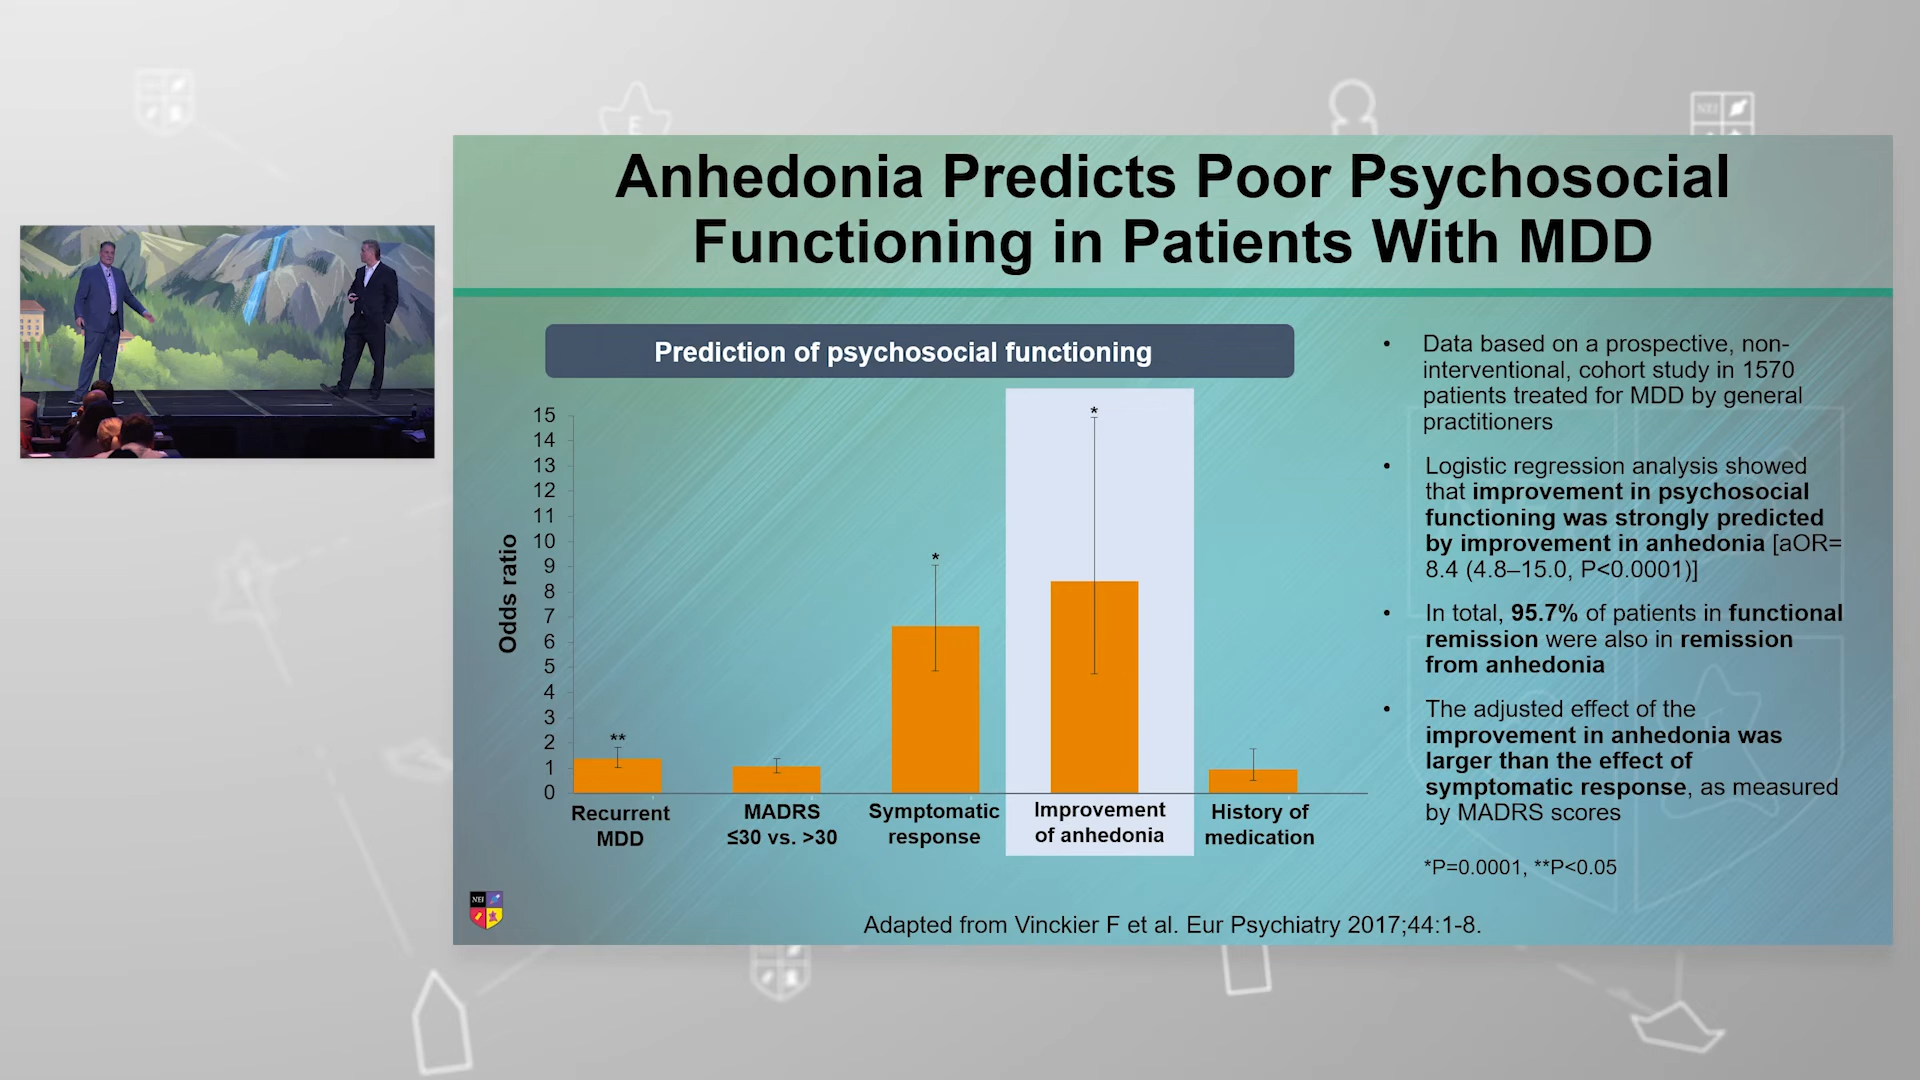 Anhedonia Predicts Poor Psychosocial
Functioning in Patients With MDD
Prediction of psychosocial functioning
Odds ratio
15
14
13
12
11
10
9
8
7
6
5
4
3
2
1
0
**
*
*
Recurrent
MDD
MADRS
≤30 vs. >30
Symptomatic
response
Improvement
of anhedonia
History of
medication
• Data based on a prospective, non-
interventional, cohort study in 1570
patients treated for MDD by general
practitioners
• Logistic regression analysis showed
that improvement in psychosocial
functioning was strongly predicted
by improvement in anhedonia [aOR=
8.4 (4.8–15.0, P<0.0001)]
• In total, 95.7% of patients in functional
remission were also in remission
from anhedonia
• The adjusted effect of the
improvement in anhedonia was
larger than the effect of
symptomatic response, as measured
by MADRS scores
*P=0.0001, **P<0.05
NEI
Adapted from Vinckier F et al. Eur Psychiatry 2017;44:1-8.
NEI
E